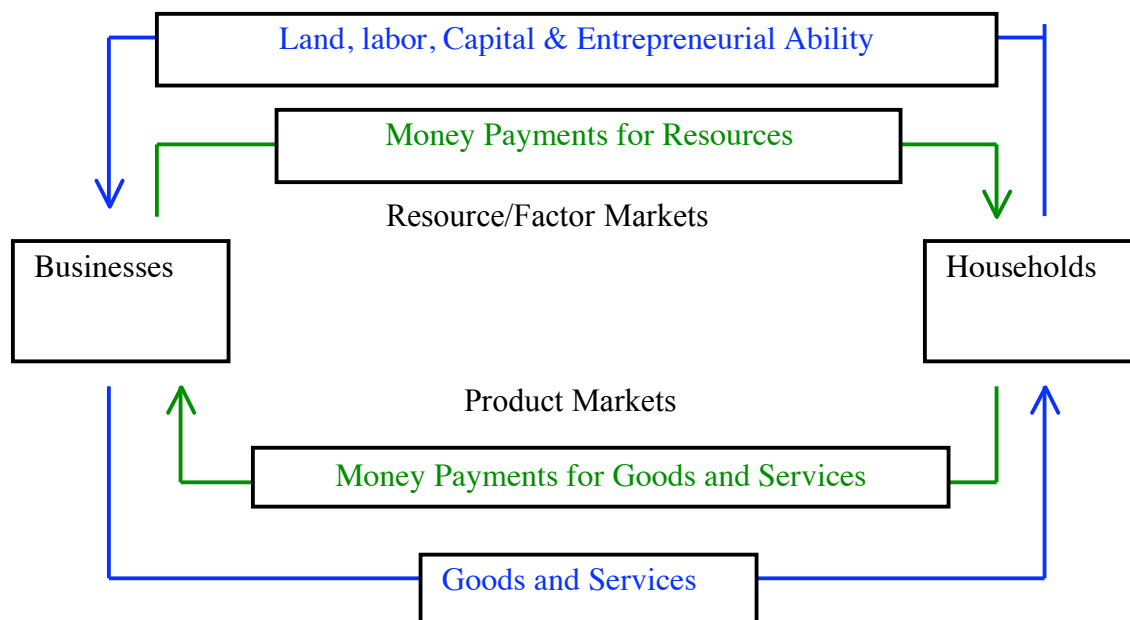 Land, labor, Capital & Entrepreneurial Ability
Money Payments for Resources
Resource/Factor Markets
Businesses
Households
Product Markets
Money Payments for Goods and Services
Goods and Services